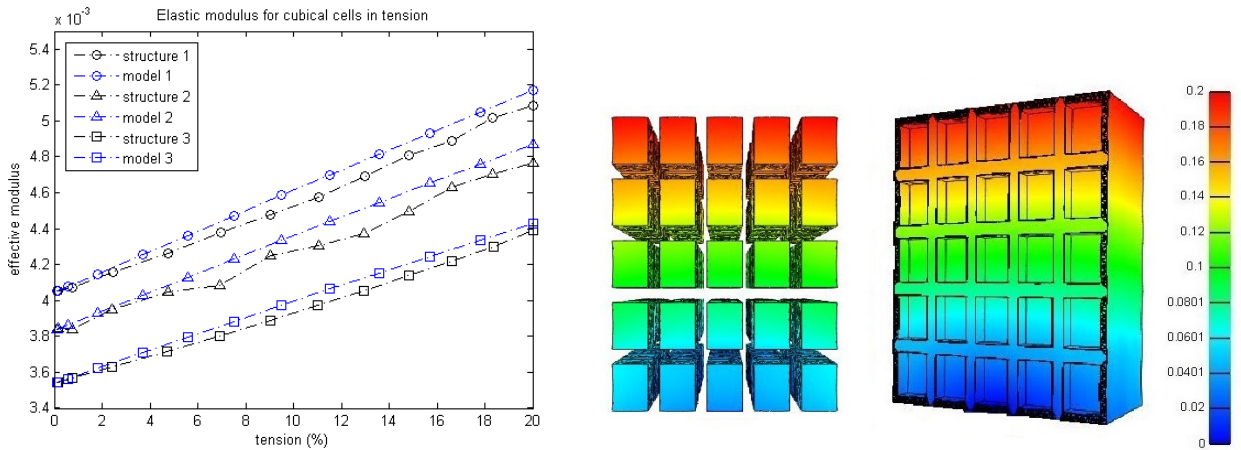 Elastic modulus for cubical cells in tension
x 10⁻³
5.4
5.2
5
4.8
4.6
4.4
4.2
4
3.8
3.6
3.4
effective modulus
structure 1
model 1
structure 2
model 2
structure 3
model 3
0 2 4 6 8 10 12 14 16 18 20
tension (%)
0.2
0.18
0.16
0.14
0.12
0.1
0.0801
0.0601
0.0401
0.02
0